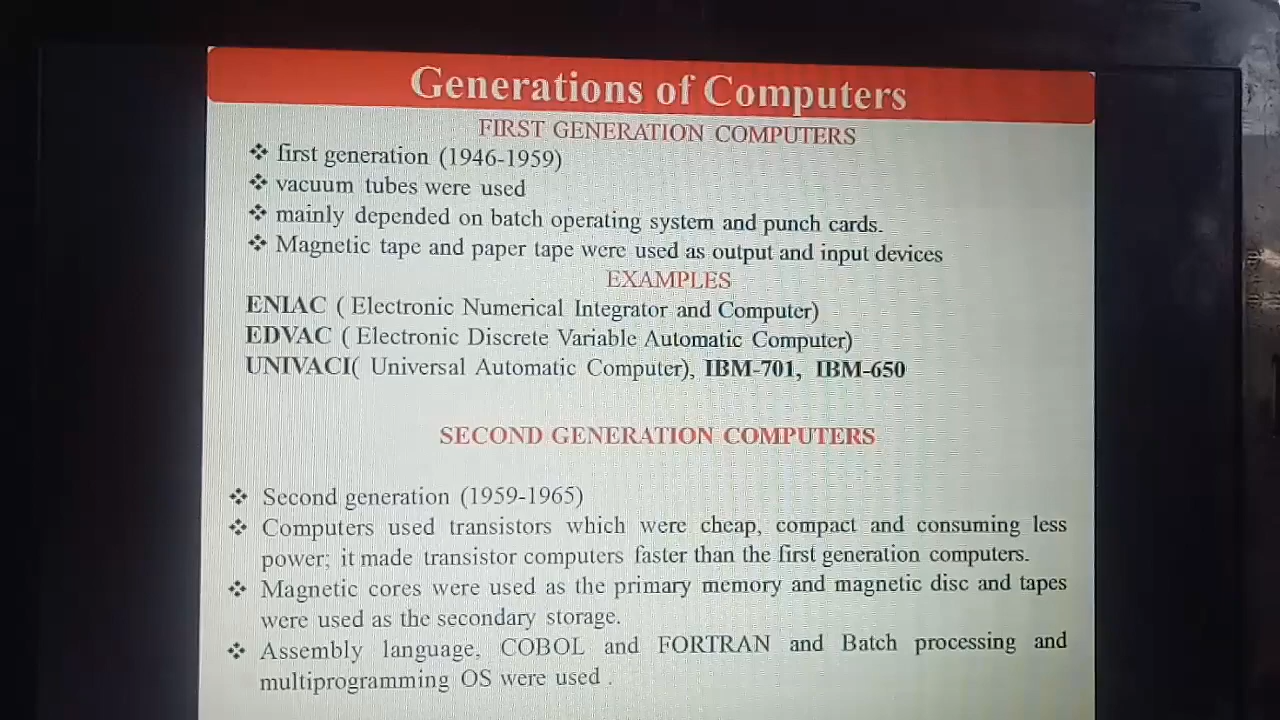 Generations of Computers
FIRST GENERATION COMPUTERS
❖ first generation (1946-1959)
❖ vacuum tubes were used
❖ mainly depended on batch operating system and punch cards.
❖ Magnetic tape and paper tape were used as output and input devices
EXAMPLES
ENIAC ( Electronic Numerical Integrator and Computer)
EDVAC ( Electronic Discrete Variable Automatic Computer)
UNIVACI( Universal Automatic Computer), IBM-701, IBM-650
SECOND GENERATION COMPUTERS
❖ Second generation (1959-1965)
❖ Computers used transistors which were cheap, compact and consuming less
power; it made transistor computers faster than the first generation computers.
❖ Magnetic cores were used as the primary memory and magnetic disc and tapes
were used as the secondary storage.
❖ Assembly language, COBOL and FORTRAN and Batch processing and
multiprogramming OS were used .